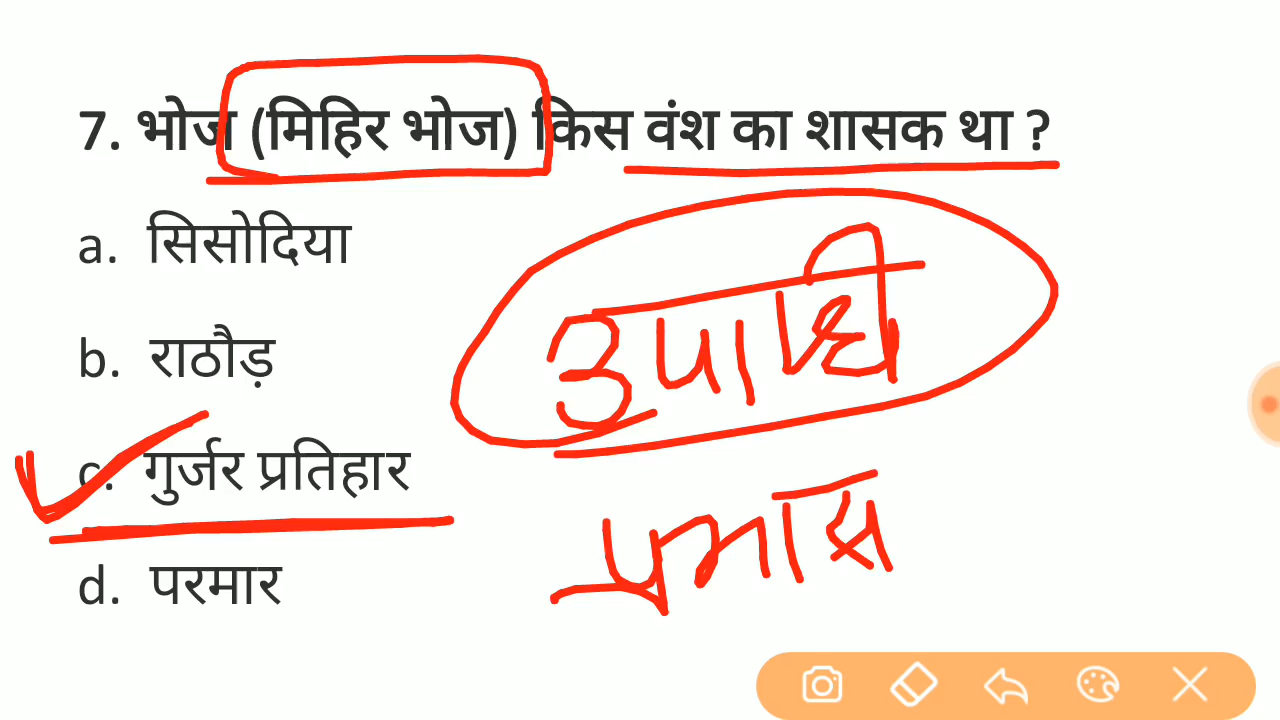 7. भोज (मिहिर भोज) किस वंश का शासक था ?
a. सिसोदिया
b. राठौड़
उपाधी
c. गुर्जर प्रतिहार
प्रभास
d. परमार